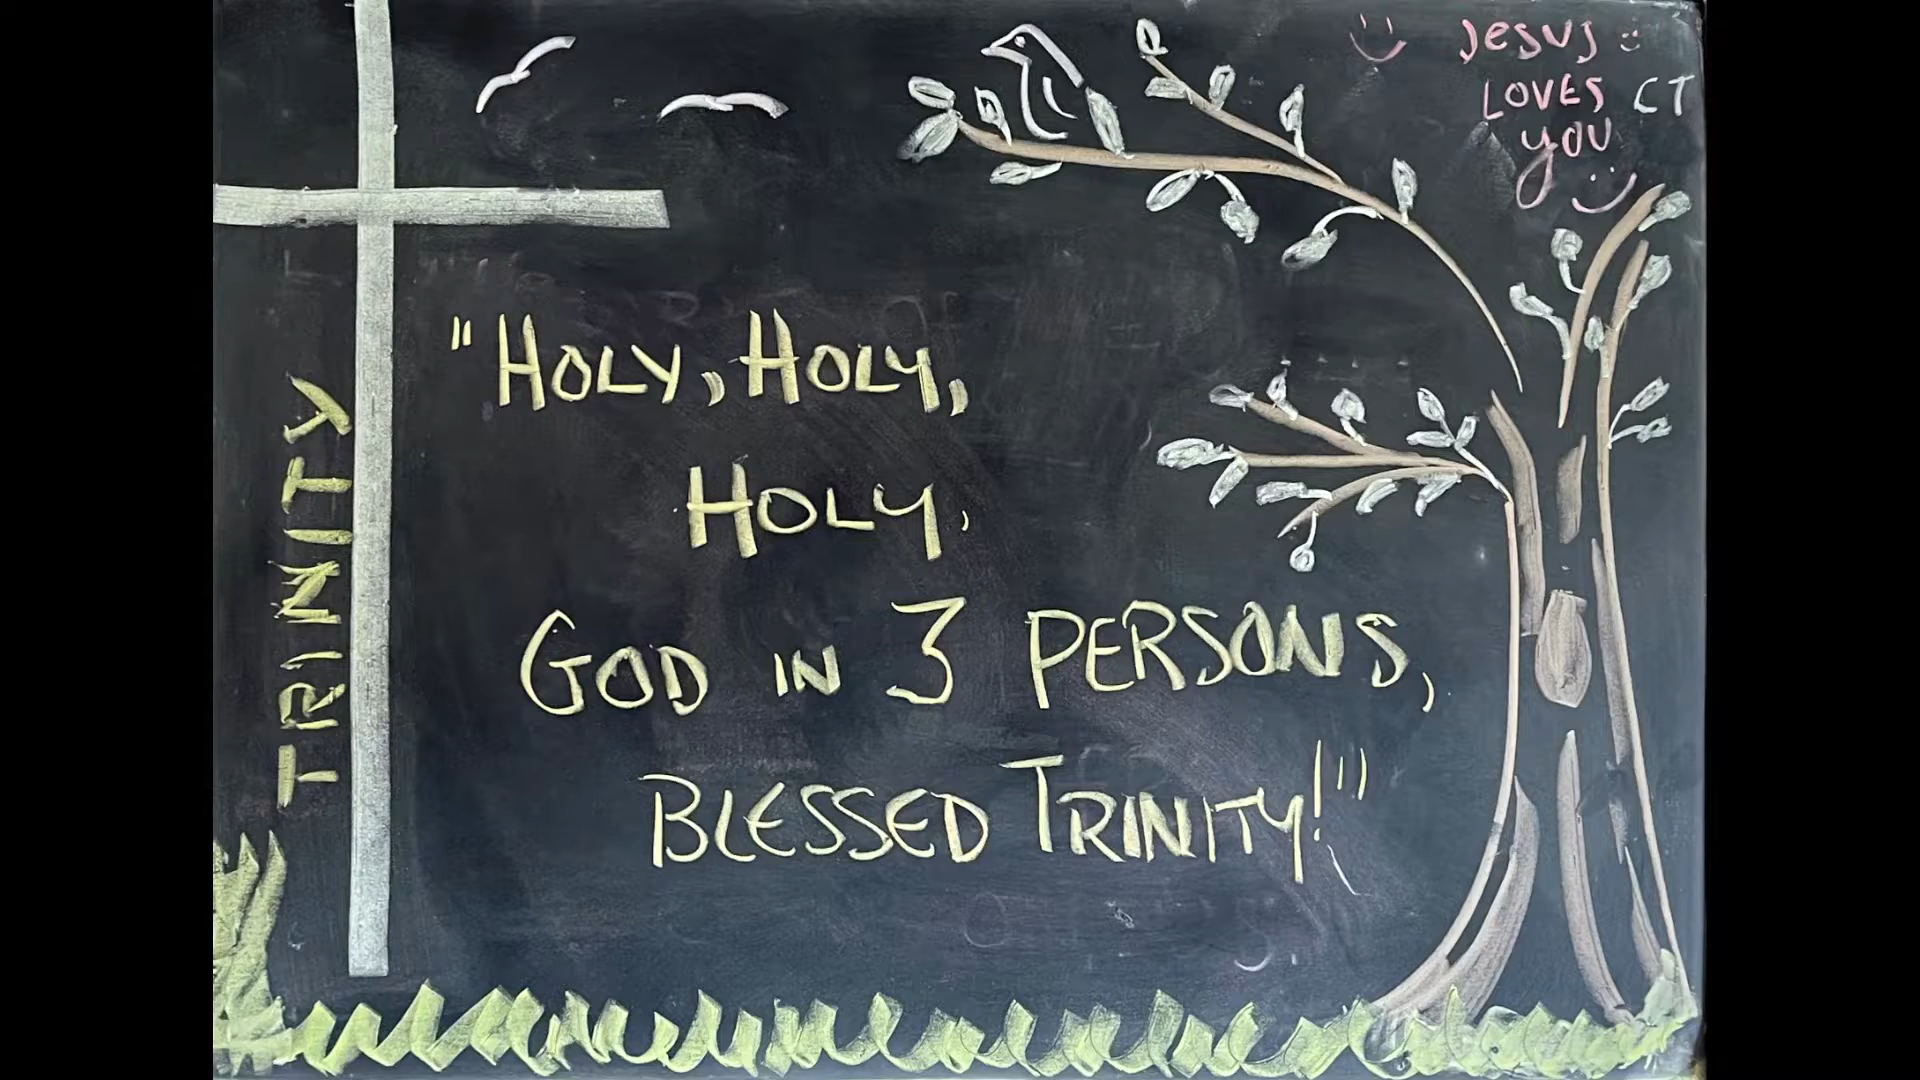 JESUS
LOVES CT
you
TRINITY
"HOLY, HOLY,
HOLY,
GOD IN 3 PERSONS,
BLESSED TRINITY!"